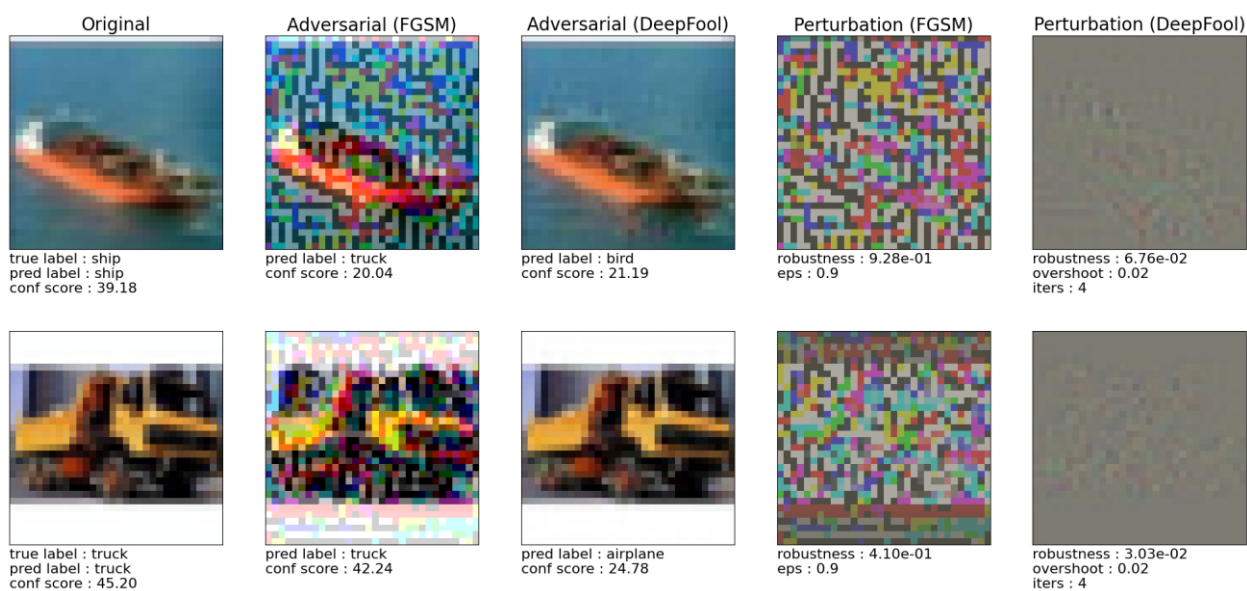 Original
Adversarial (FGSM)
Adversarial (DeepFool)
Perturbation (FGSM)
Perturbation (DeepFool)
true label : ship
pred label : ship
conf score : 39.18
pred label : truck
conf score : 20.04
pred label : bird
conf score : 21.19
robustness : 9.28e-01
eps : 0.9
robustness : 6.76e-02
overshoot : 0.02
iters : 4
true label : truck
pred label : truck
conf score : 45.20
pred label : truck
conf score : 42.24
pred label : airplane
conf score : 24.78
robustness : 4.10e-01
eps : 0.9
robustness : 3.03e-02
overshoot : 0.02
iters : 4